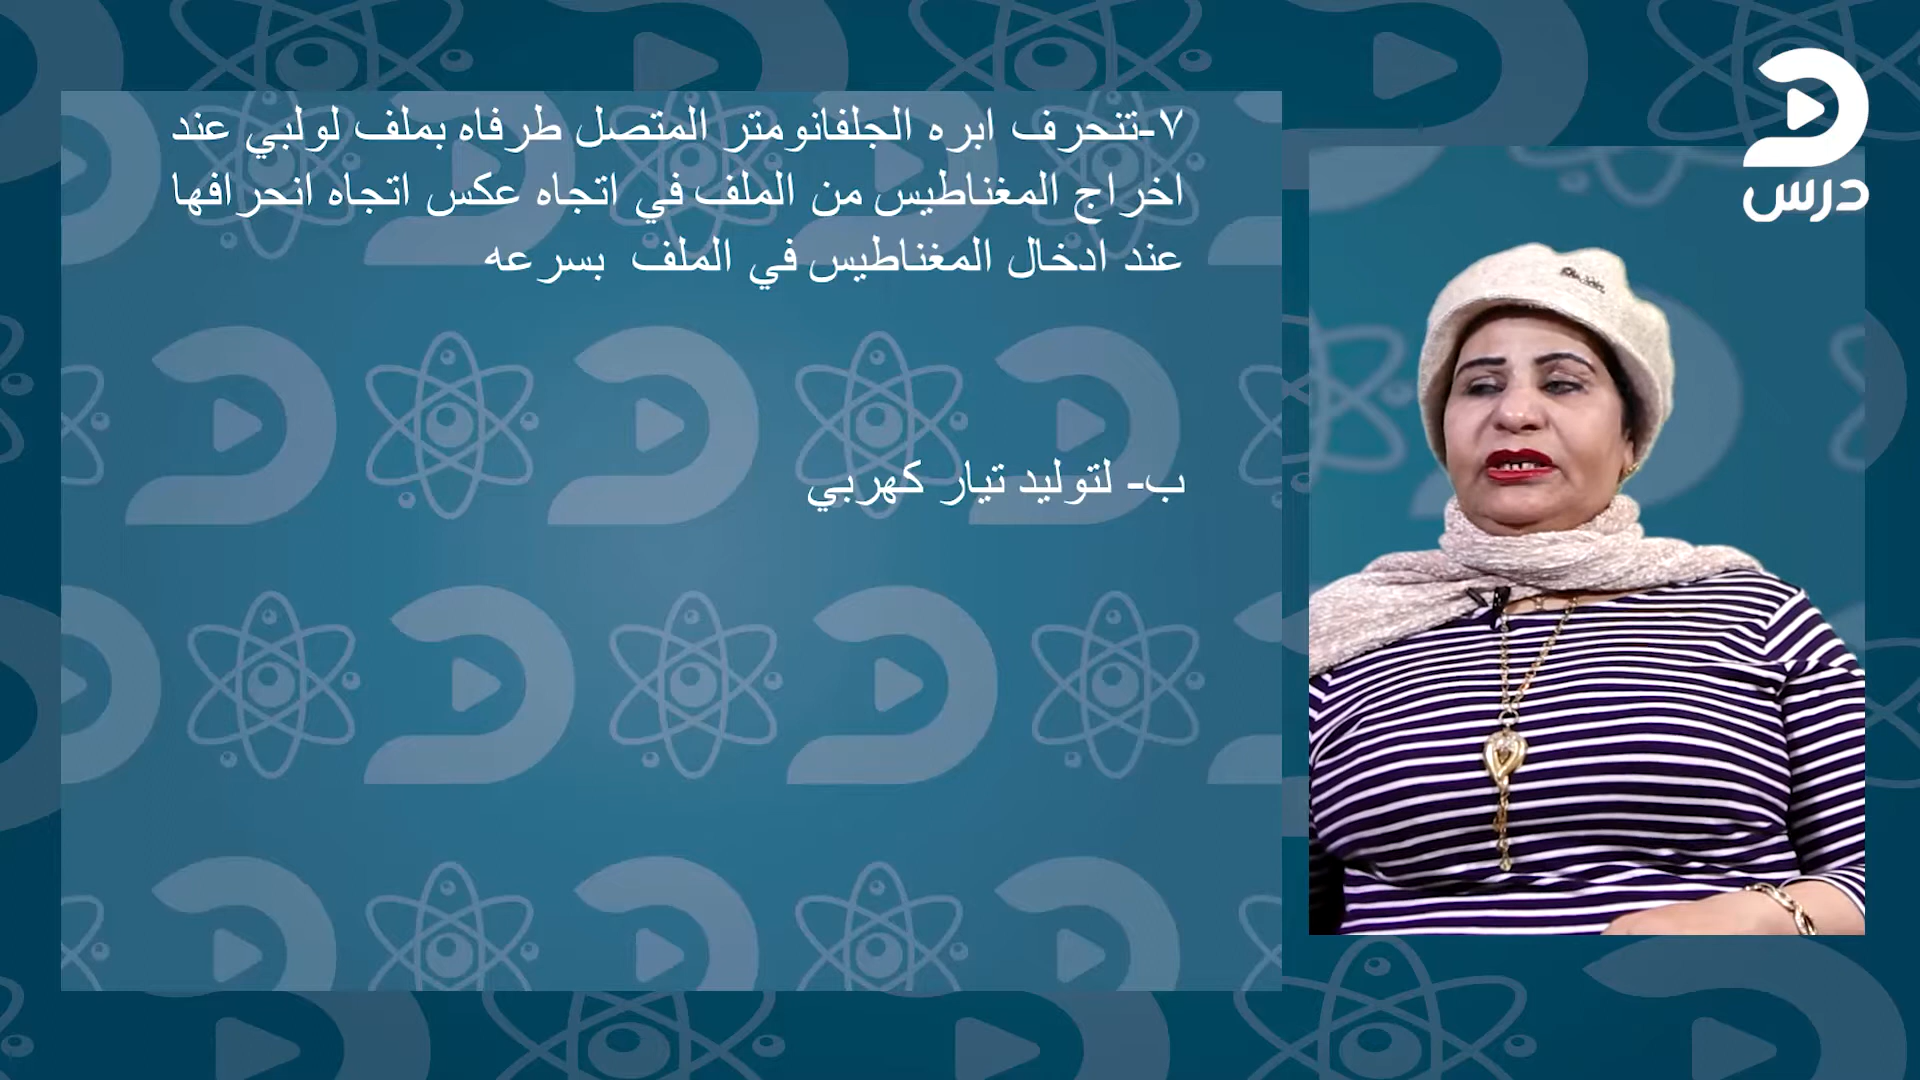 ٧-تنحرف ابره الجلفانومتر المتصل طرفاه بملف لولبي عند
اخراج المغناطيس من الملف في اتجاه عكس اتجاه انحرافها
عند ادخال المغناطيس في الملف بسرعه
ب- لتوليد تيار كهربي
درس